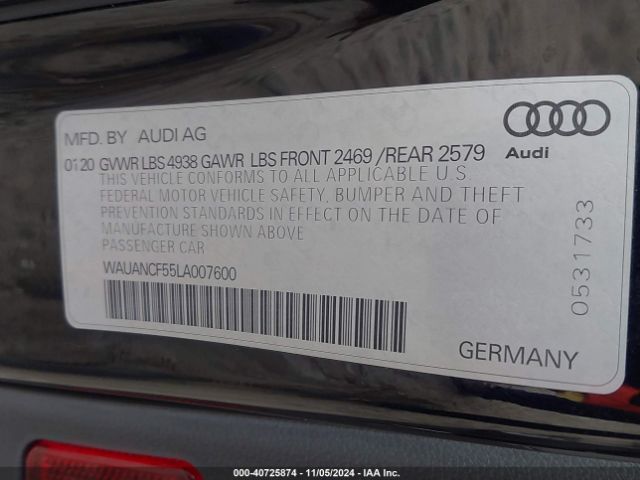 MFD. BY AUDI AG
01 20 GVWR LBS 4938 GAWR LBS FRONT 2469 /REAR 2579
THIS VEHICLE CONFORMS TO ALL APPLICABLE U.S.
FEDERAL MOTOR VEHICLE SAFETY, BUMPER AND THEFT
PREVENTION STANDARDS IN EFFECT ON THE DATE OF
MANUFACTURE SHOWN ABOVE
PASSENGER CAR
WAUANCF55LA007600
Audi
0531733
GERMANY
000-40725874 | 11/05/2024 - IAA Inc.